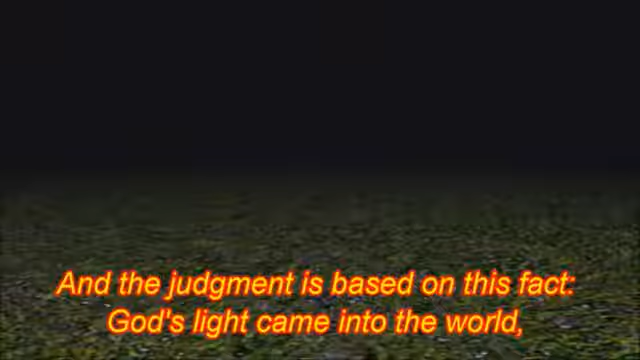 And the judgment is based on this fact:
God's light came into the world,